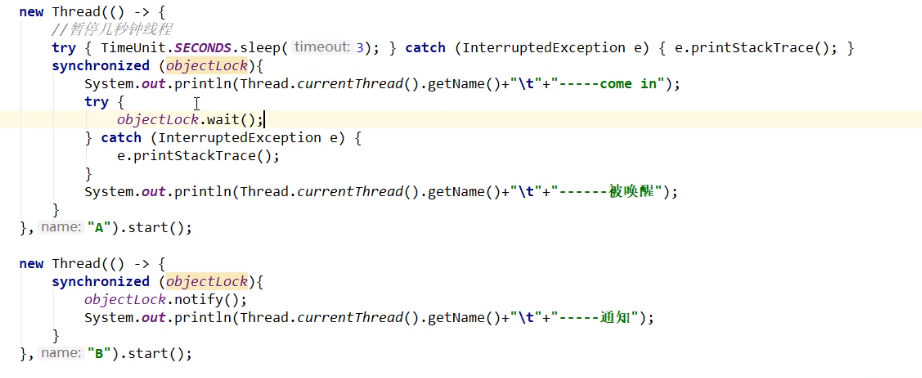 new Thread(() -> {
//暂停几秒钟线程
try { TimeUnit.SECONDS.sleep( timeout: 3); } catch (InterruptedException e) { e.printStackTrace(); }
synchronized (objectLock){
System.out.println(Thread.currentThread().getName()+"\t"+"-----come in");
try {
objectLock.wait();
} catch (InterruptedException e) {
e.printStackTrace();
}
System.out.println(Thread.currentThread().getName()+"\t"+"------被唤醒");
}
}, name: "A").start();
new Thread(() -> {
synchronized (objectLock){
objectLock.notify();
System.out.println(Thread.currentThread().getName()+"\t"+"-----通知");
}
}, name: "B").start();